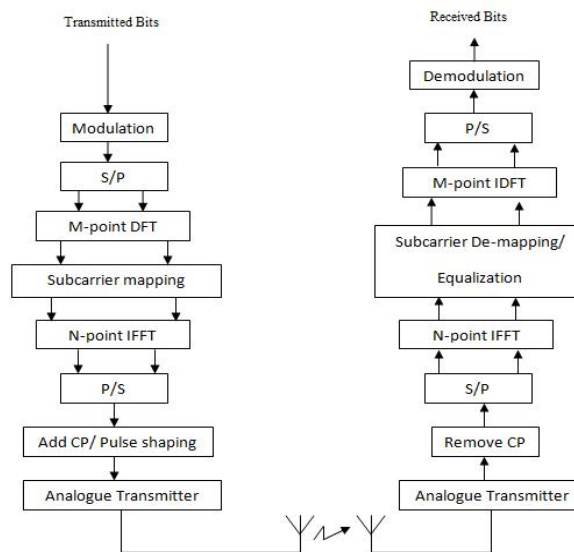 Transmitted Bits
Modulation
S/P
M-point DFT
Subcarrier mapping
N-point IFFT
P/S
Add CP/ Pulse shaping
Analogue Transmitter
Received Bits
Demodulation
P/S
M-point IDFT
Subcarrier De-mapping/
Equalization
N-point IFFT
S/P
Remove CP
Analogue Transmitter